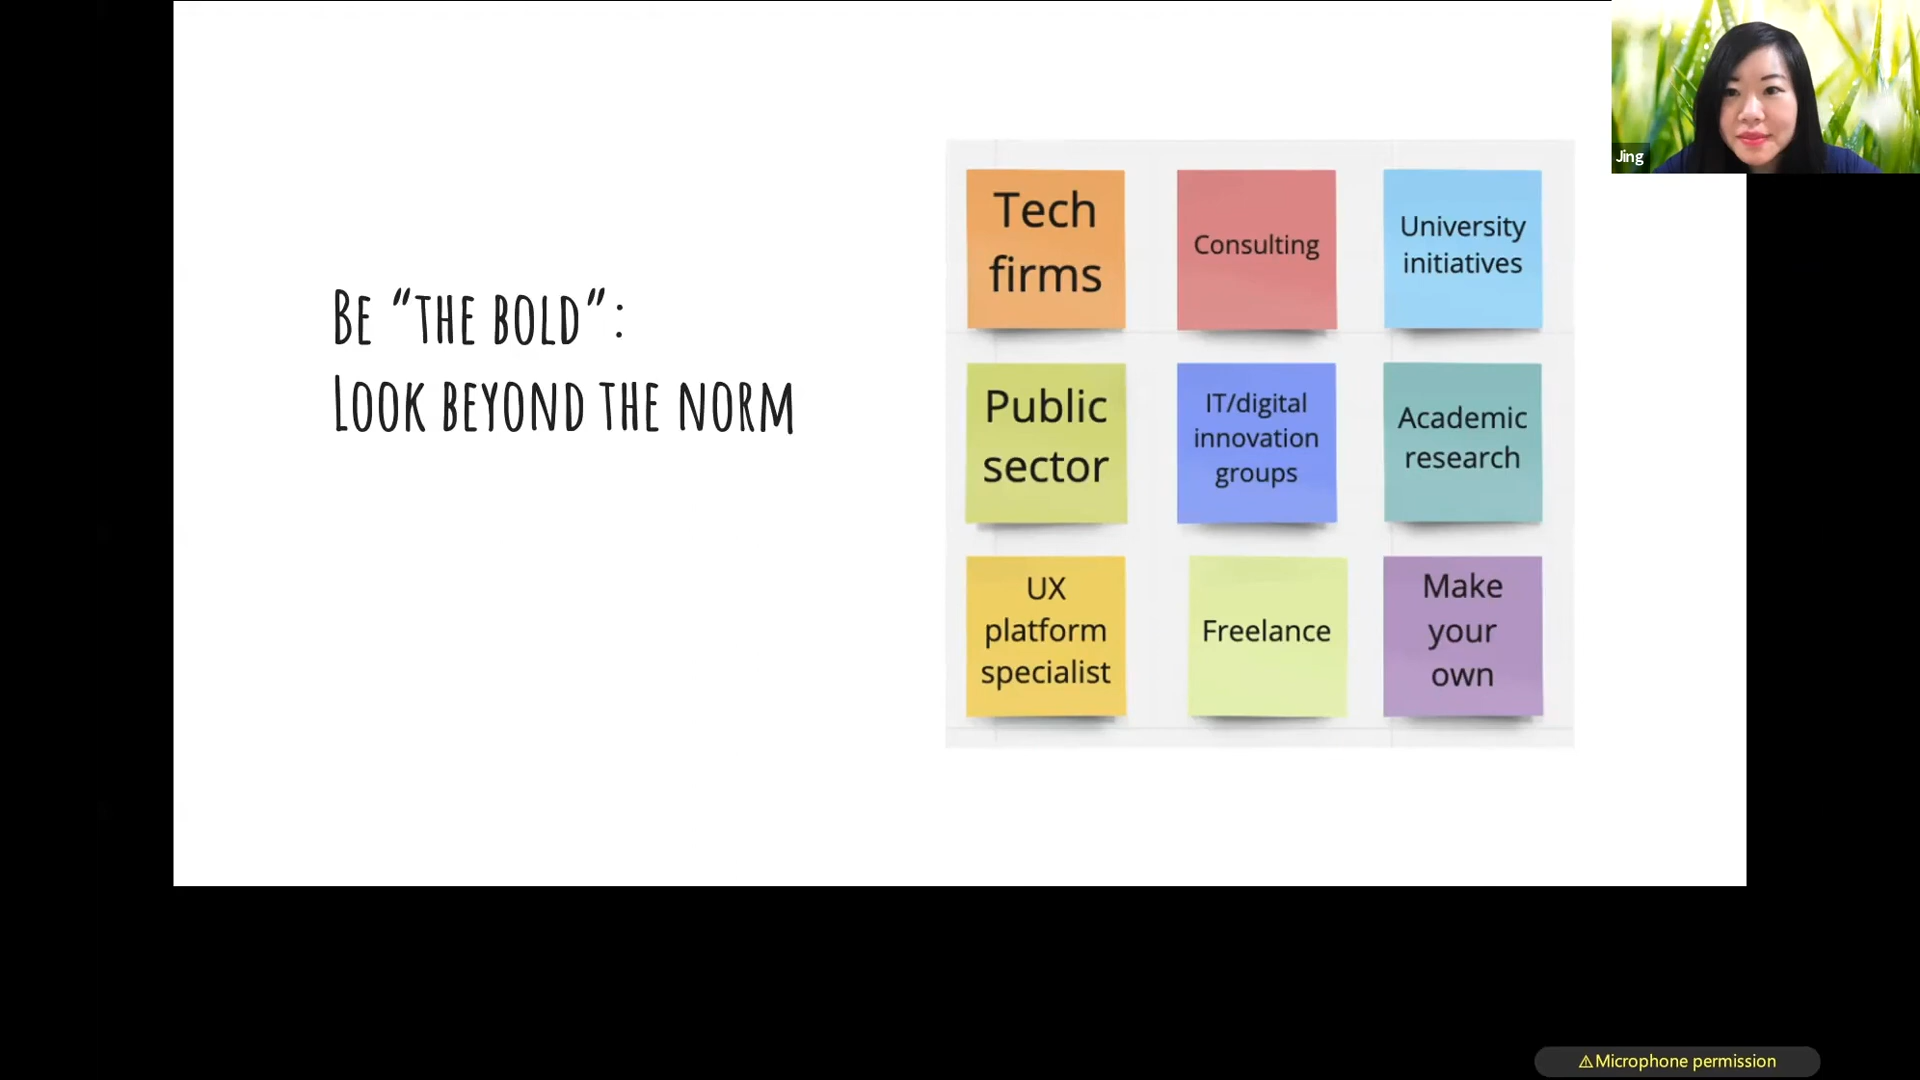 Be “the bold”:
Look beyond the norm
Tech
firms
Consulting
University
initiatives
Public
sector
IT/digital
innovation
groups
Academic
research
UX
platform
specialist
Freelance
Make
your
own
Jing
⚠Microphone permission